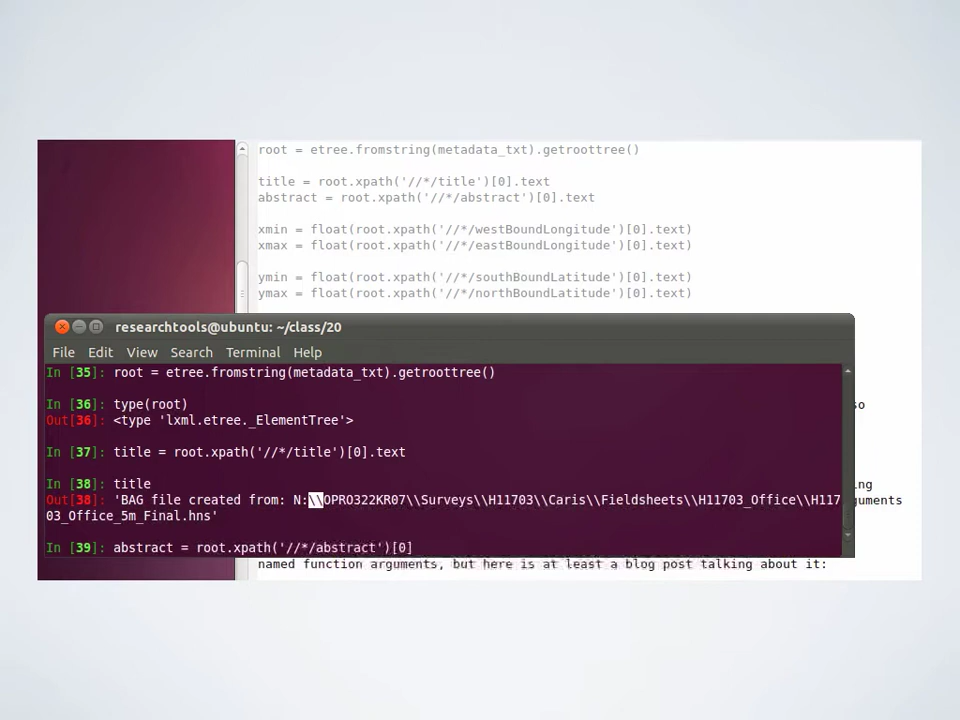 root = etree.fromstring(metadata_txt).getroottree()
title = root.xpath('//*/title')[0].text
abstract = root.xpath('//*/abstract')[0].text
xmin = float(root.xpath('//*/westBoundLongitude')[0].text)
xmax = float(root.xpath('//*/eastBoundLongitude')[0].text)
ymin = float(root.xpath('//*/southBoundLatitude')[0].text)
ymax = float(root.xpath('//*/northBoundLatitude')[0].text)
researchtools@ubuntu: ~/class/20
File Edit View Search Terminal Help
In [35]: root = etree.fromstring(metadata_txt).getroottree()
so
In [36]: type(root)
Out[36]: <type 'lxml.etree._ElementTree'>
In [37]: title = root.xpath('//*/title')[0].text
In [38]: title
ing
Out[38]: 'BAG file created from: N:\\OPRO322KR07\\Surveys\\H11703\\Caris\\Fieldsheets\\H11703_Office\\H117
guments
03_Office_5m_Final.hns'
In [39]: abstract = root.xpath('//*/abstract')[0]
named function arguments, but here is at least a blog post talking about it: